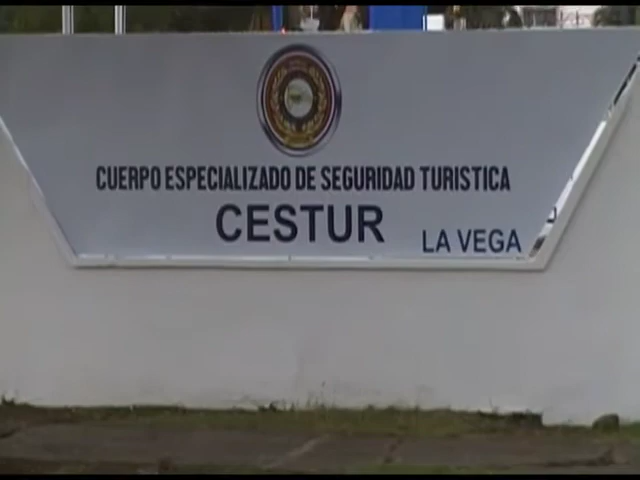 CUERPO ESPECIALIZADO DE SEGURIDAD TURISTICA
CESTUR
LA VEGA